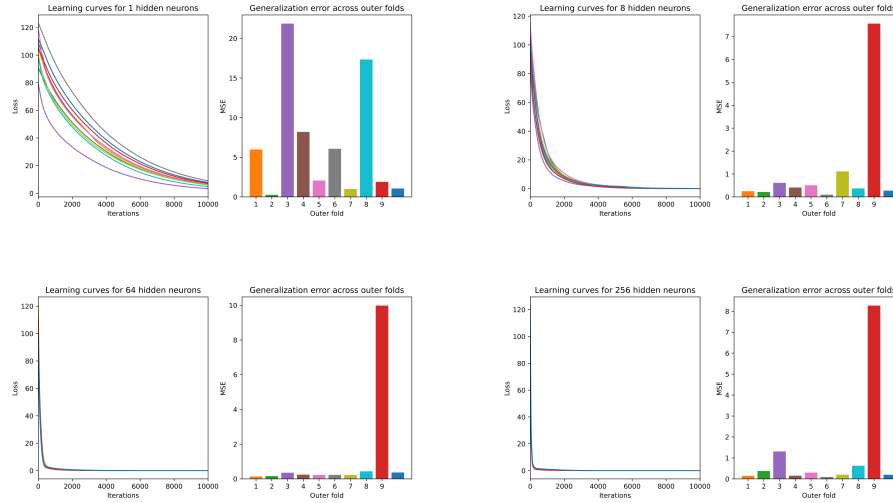 Learning curves for 1 hidden neurons
120
100
80
60
40
20
0
Loss
0 2000 4000 6000 8000 10000
Iterations
Generalization error across outer folds
20
15
10
5
0
MSE
1 2 3 4 5 6 7 8 9
Outer fold
Learning curves for 8 hidden neurons
120
100
80
60
40
20
0
Loss
0 2000 4000 6000 8000 10000
Iterations
Generalization error across outer folds
7
6
5
4
3
2
1
0
MSE
1 2 3 4 5 6 7 8 9
Outer fold
Learning curves for 64 hidden neurons
120
100
80
60
40
20
0
Loss
0 2000 4000 6000 8000 10000
Iterations
Generalization error across outer folds
10
8
6
4
2
0
MSE
1 2 3 4 5 6 7 8 9
Outer fold
Learning curves for 256 hidden neurons
120
100
80
60
40
20
0
Loss
0 2000 4000 6000 8000 10000
Iterations
Generalization error across outer folds
8
7
6
5
4
3
2
1
0
MSE
1 2 3 4 5 6 7 8 9
Outer fold